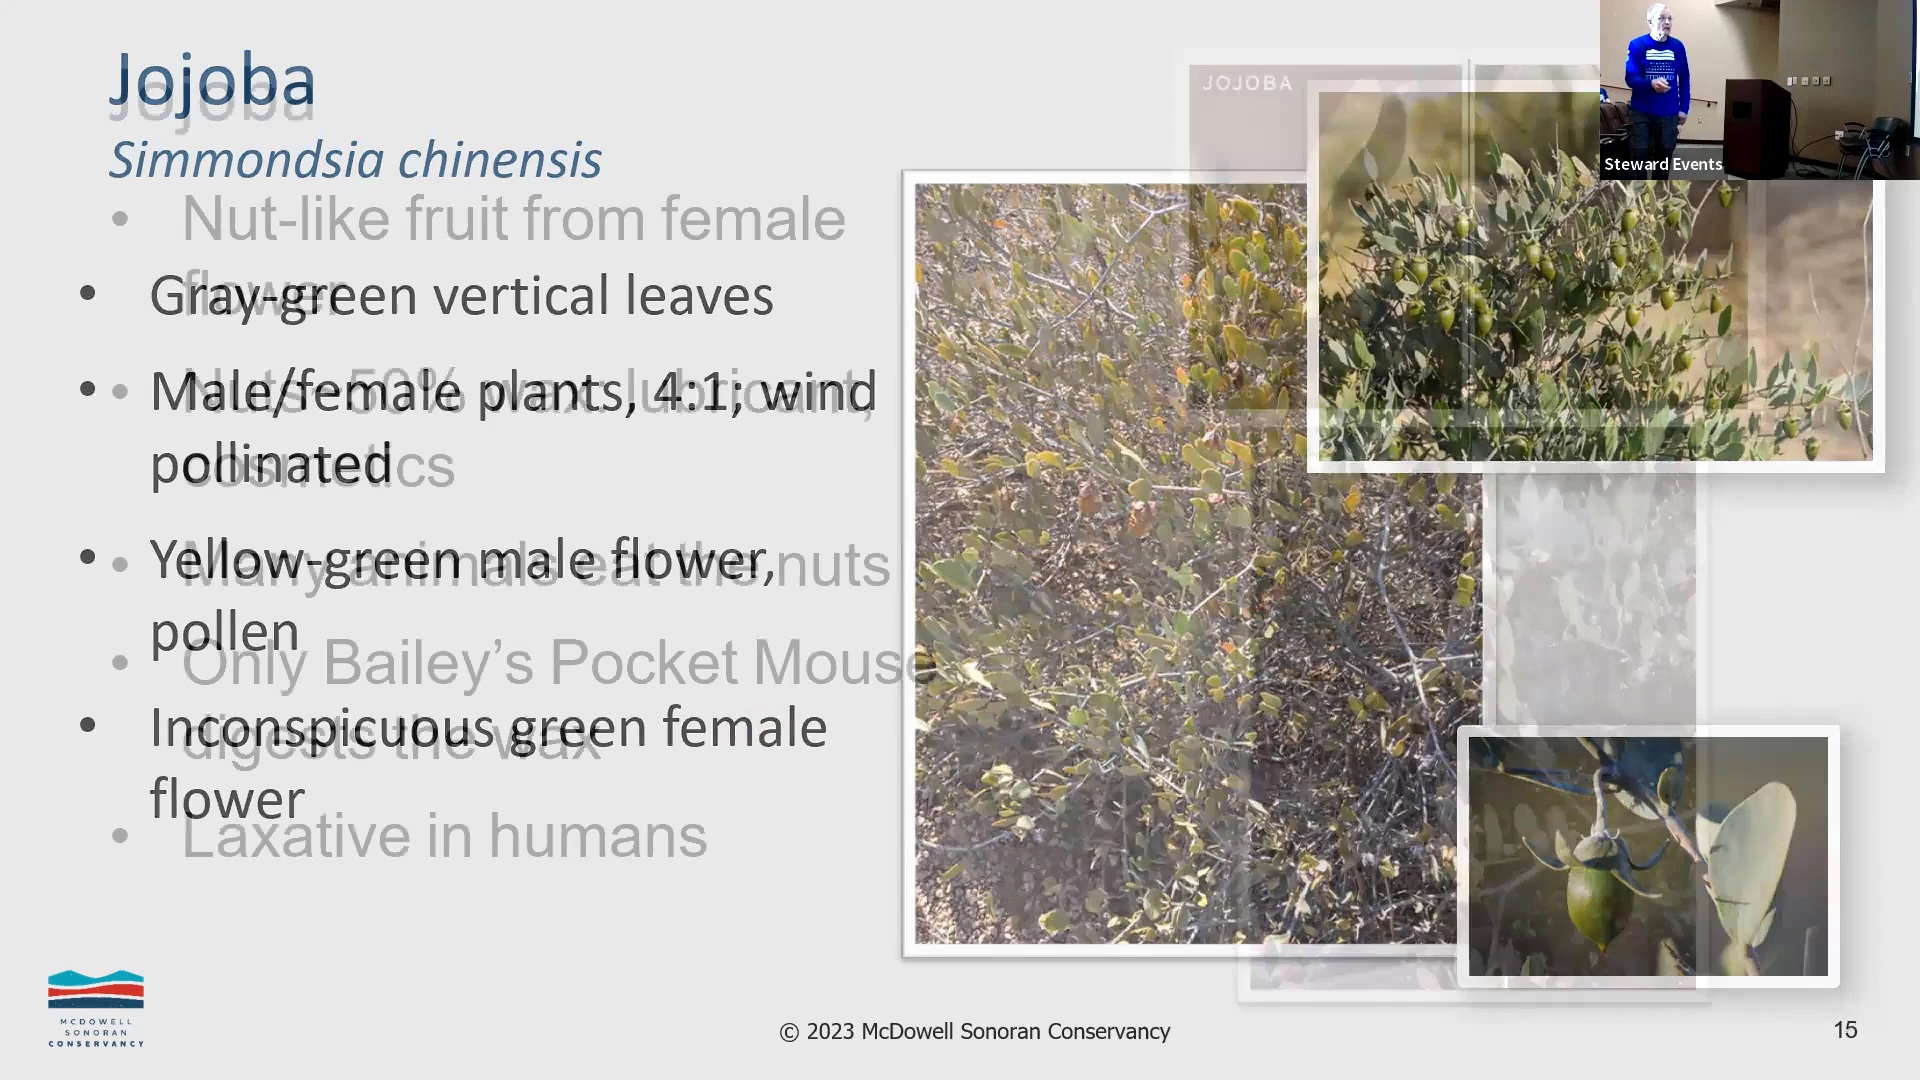 Jojoba
Jojoba
Simmondsia chinensis
• Nut-like fruit from female
flower
• Gray-green vertical leaves
• Nuts ~50% wax: lubricant,
cosmetics
• Male/female plants, 4:1; wind
pollinated
• Many animals eat the nuts
• Yellow-green male flower,
pollen
• Only Bailey’s Pocket Mouse
digests the wax
• Inconspicuous green female
flower
• Laxative in humans
JOJOBA
Steward Events
MCDOWELL
SONORAN
CONSERVANCY
© 2023 McDowell Sonoran Conservancy
15